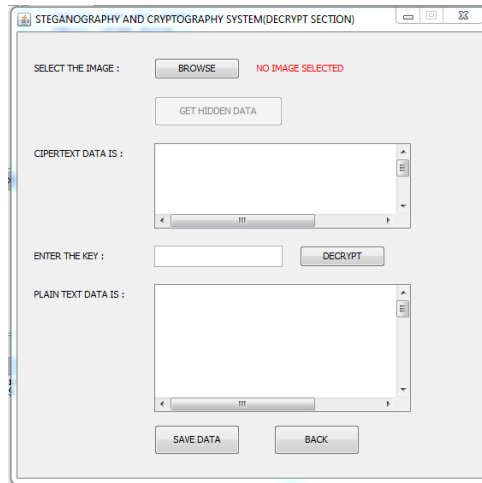 STEGANOGRAPHY AND CRYPTOGRAPHY SYSTEM(DECRYPT SECTION)
SELECT THE IMAGE : BROWSE NO IMAGE SELECTED
GET HIDDEN DATA
CIPERTEXT DATA IS :
ENTER THE KEY : DECRYPT
PLAIN TEXT DATA IS :
SAVE DATA BACK